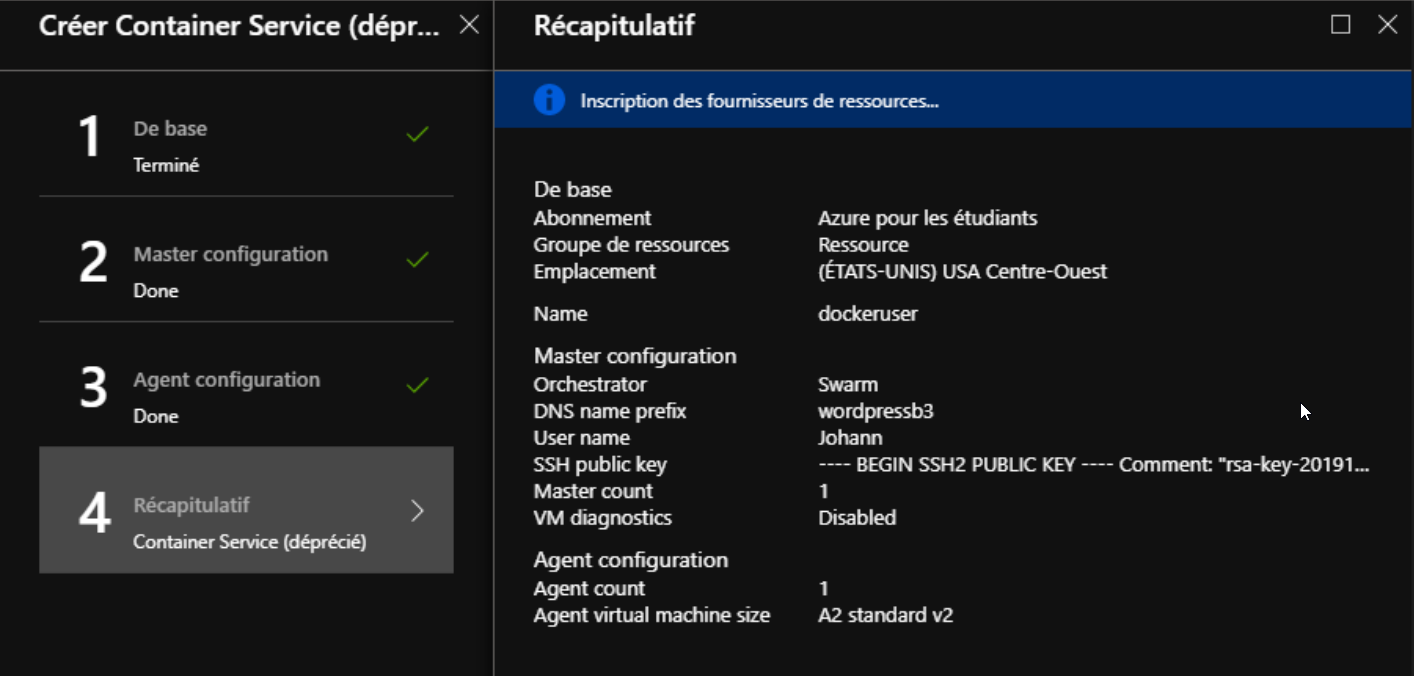 Créer Container Service (dépr...
1
De base
Terminé
2
Master configuration
Done
3
Agent configuration
Done
4
Récapitulatif
Container Service (déprécié)
Récapitulatif
Inscription des fournisseurs de ressources...
De base
Abonnement Azure pour les étudiants
Groupe de ressources Ressource
Emplacement (ÉTATS-UNIS) USA Centre-Ouest
Name dockeruser
Master configuration
Orchestrator Swarm
DNS name prefix wordpressb3
User name Johann
SSH public key ---- BEGIN SSH2 PUBLIC KEY ---- Comment: "rsa-key-20191...
Master count 1
VM diagnostics Disabled
Agent configuration
Agent count 1
Agent virtual machine size A2 standard v2